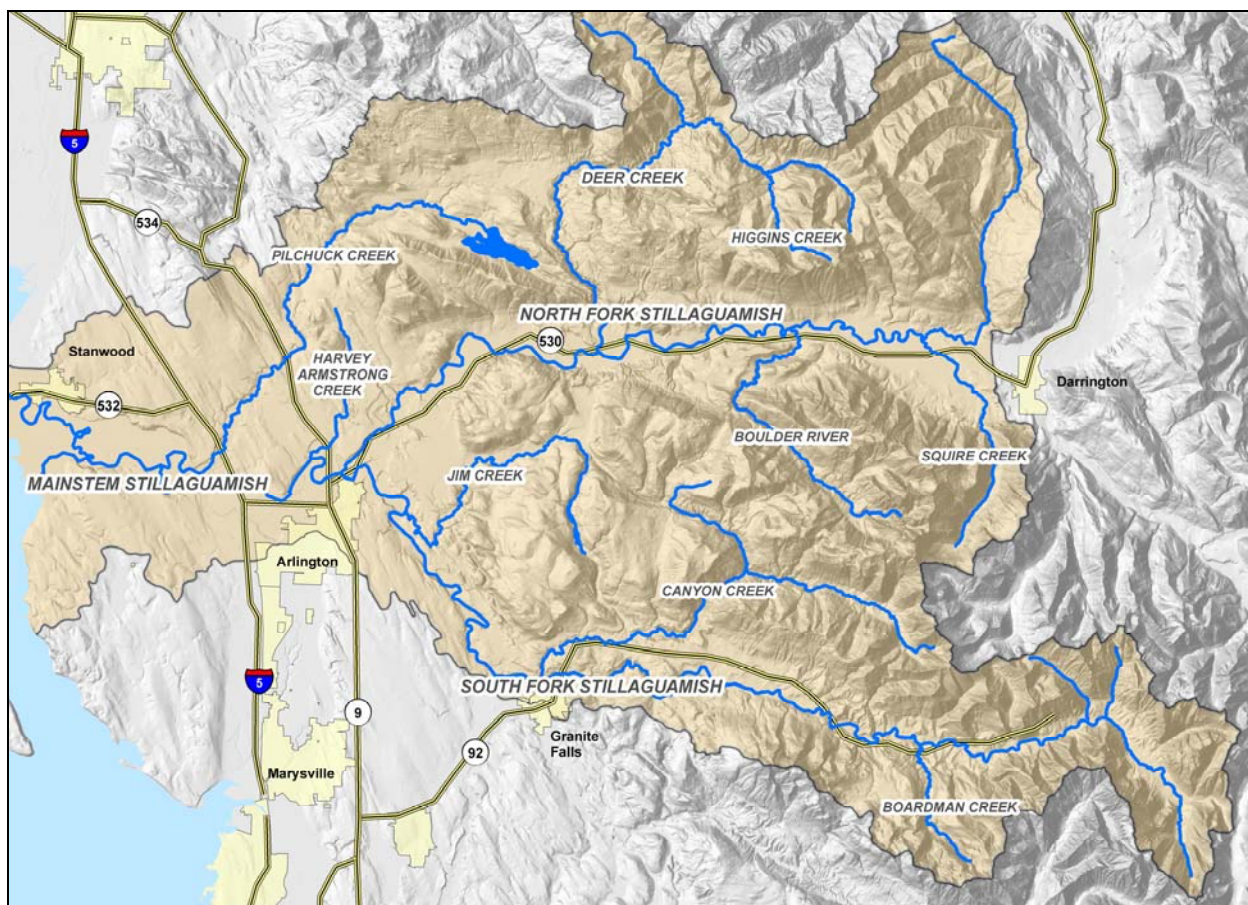 5
534
DEER CREEK
HIGGINS CREEK
PILCHUCK CREEK
NORTH FORK STILLAGUAMISH
530
Stanwood
HARVEY
ARMSTRONG
CREEK
Darrington
532
BOULDER RIVER
SQUIRE CREEK
JIM CREEK
MAINSTEM STILLAGUAMISH
Arlington
CANYON CREEK
5
SOUTH FORK STILLAGUAMISH
9
Granite
Falls
92
Marysville
BOARDMAN CREEK